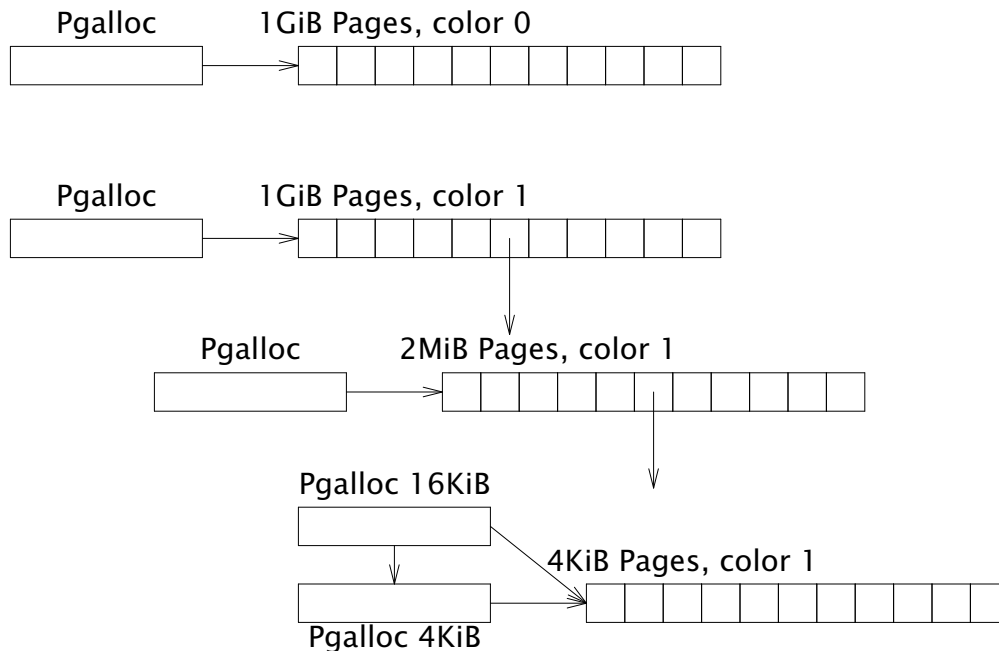 Pgalloc 1GiB Pages, color 0
Pgalloc 1GiB Pages, color 1
Pgalloc 2MiB Pages, color 1
Pgalloc 16KiB
4KiB Pages, color 1
Pgalloc 4KiB